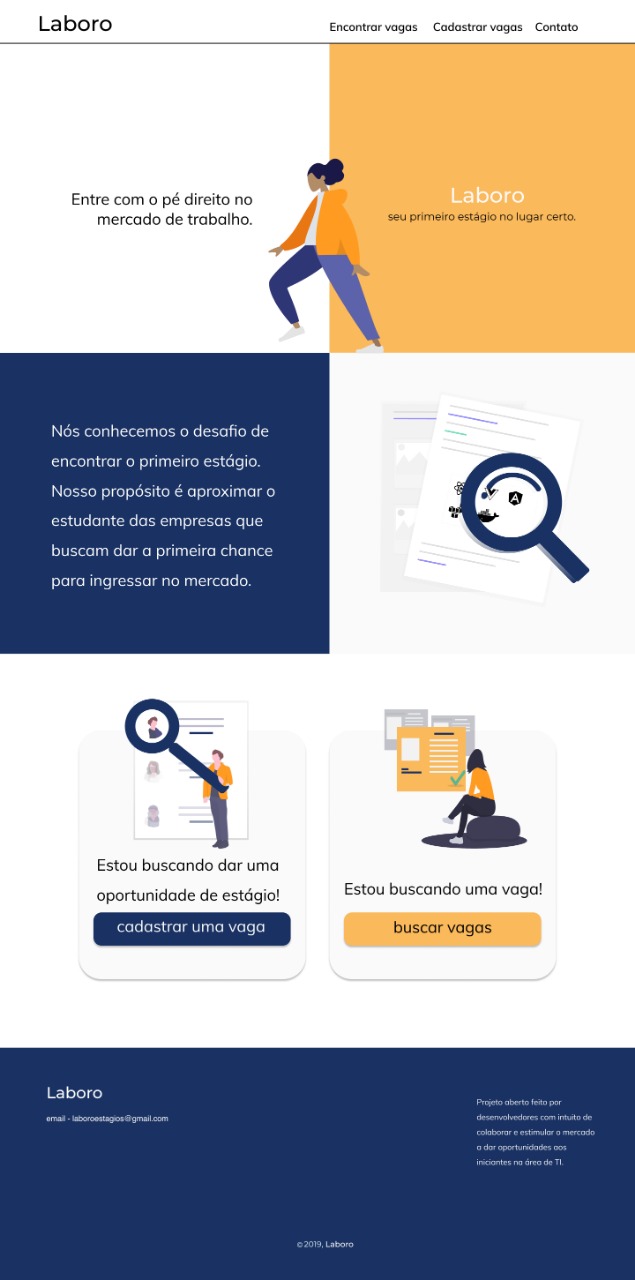 Laboro
Encontrar vagas Cadastrar vagas Contato
Entre com o pé direito no
mercado de trabalho.
Laboro
seu primeiro estágio no lugar certo.
Nós conhecemos o desafio de
encontrar o primeiro estágio.
Nosso propósito é aproximar o
estudante das empresas que
buscam dar a primeira chance
para ingressar no mercado.
Estou buscando dar uma
oportunidade de estágio!
cadastrar uma vaga
Estou buscando uma vaga!
buscar vagas
Laboro
email - laboroestagios@gmail.com
Projeto aberto feito por
desenvolvedores com intuito de
colaborar e estimular o mercado
a dar oportunidades aos
iniciantes na área de TI.
© 2019, Laboro